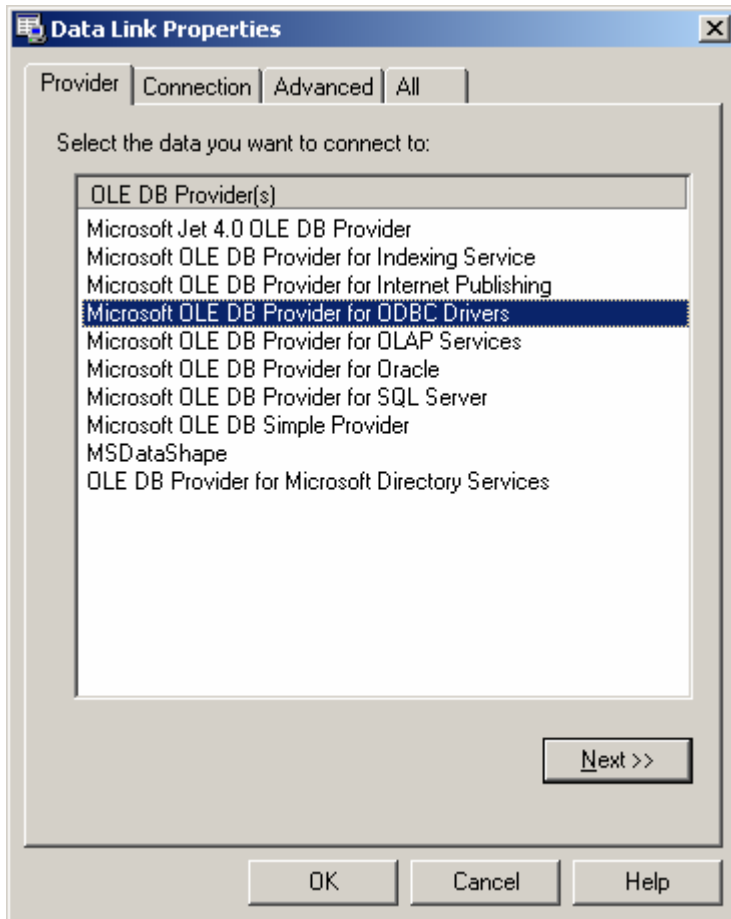 Data Link Properties
Provider Connection Advanced All
Select the data you want to connect to:
OLE DB Provider(s)
Microsoft Jet 4.0 OLE DB Provider
Microsoft OLE DB Provider for Indexing Service
Microsoft OLE DB Provider for Internet Publishing
Microsoft OLE DB Provider for ODBC Drivers
Microsoft OLE DB Provider for OLAP Services
Microsoft OLE DB Provider for Oracle
Microsoft OLE DB Provider for SQL Server
Microsoft OLE DB Simple Provider
MSDataShape
OLE DB Provider for Microsoft Directory Services
Next >>
OK Cancel Help